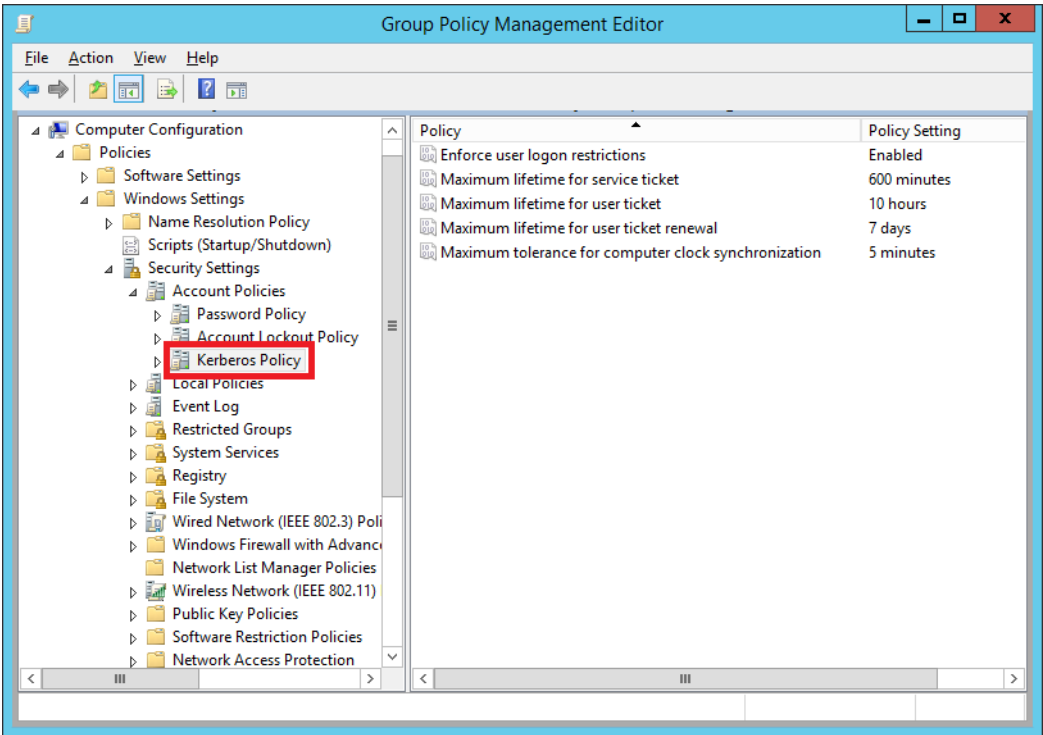 Group Policy Management Editor
File Action View Help
Computer Configuration
Policies
Software Settings
Windows Settings
Name Resolution Policy
Scripts (Startup/Shutdown)
Security Settings
Account Policies
Password Policy
Account Lockout Policy
Kerberos Policy
Local Policies
Event Log
Restricted Groups
System Services
Registry
File System
Wired Network (IEEE 802.3) Poli
Windows Firewall with Advanc
Network List Manager Policies
Wireless Network (IEEE 802.11)
Public Key Policies
Software Restriction Policies
Network Access Protection
Policy Policy Setting
Enforce user logon restrictions Enabled
Maximum lifetime for service ticket 600 minutes
Maximum lifetime for user ticket 10 hours
Maximum lifetime for user ticket renewal 7 days
Maximum tolerance for computer clock synchronization 5 minutes